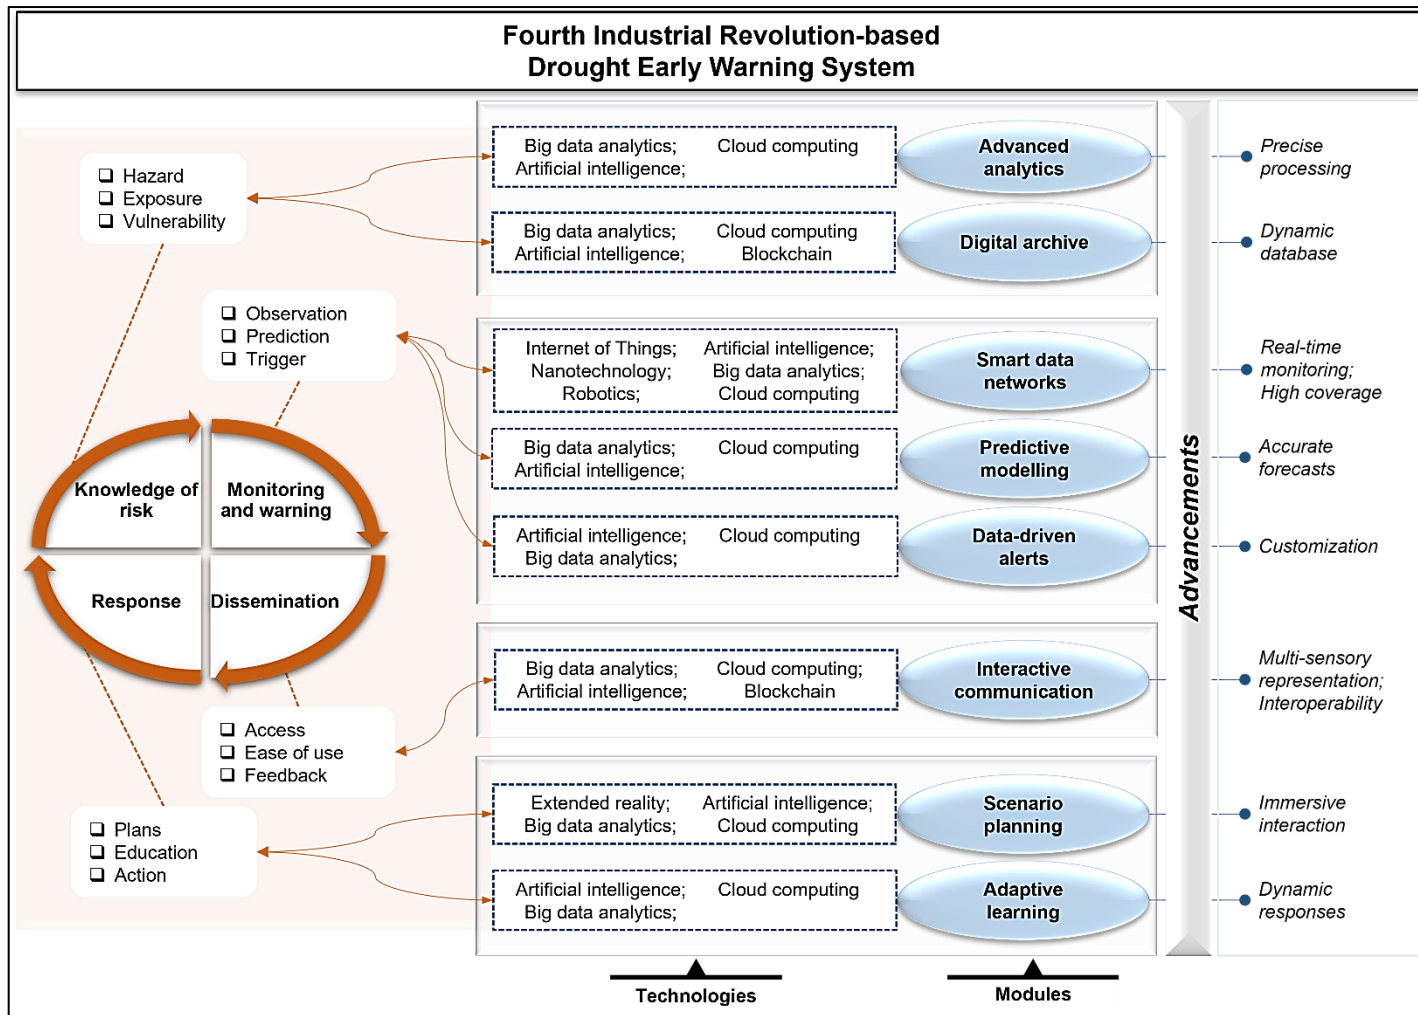 Fourth Industrial Revolution-based
Drought Early Warning System
Hazard
Exposure
Vulnerability
Observation
Prediction
Trigger
Knowledge of
risk
Monitoring
and warning
Response
Dissemination
Access
Ease of use
Feedback
Plans
Education
Action
Big data analytics; Cloud computing
Artificial intelligence;
Advanced
analytics
Precise
processing
Big data analytics; Cloud computing
Artificial intelligence; Blockchain
Digital archive
Dynamic
database
Internet of Things; Artificial intelligence;
Nanotechnology; Big data analytics;
Robotics; Cloud computing
Smart data
networks
Real-time
monitoring;
High coverage
Big data analytics; Cloud computing
Artificial intelligence;
Predictive
modelling
Accurate
forecasts
Artificial intelligence; Cloud computing
Big data analytics;
Data-driven
alerts
Customization
Big data analytics; Cloud computing;
Artificial intelligence; Blockchain
Interactive
communication
Multi-sensory
representation;
Interoperability
Extended reality; Artificial intelligence;
Big data analytics; Cloud computing
Scenario
planning
Immersive
interaction
Artificial intelligence; Cloud computing
Big data analytics;
Adaptive
learning
Dynamic
responses
Advancements
Technologies
Modules